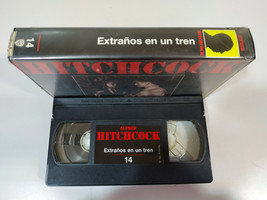 14
Extraños en un tren
HITCHCOCK
ALFRED
HITCHCOCK
Extraños en un tren
14